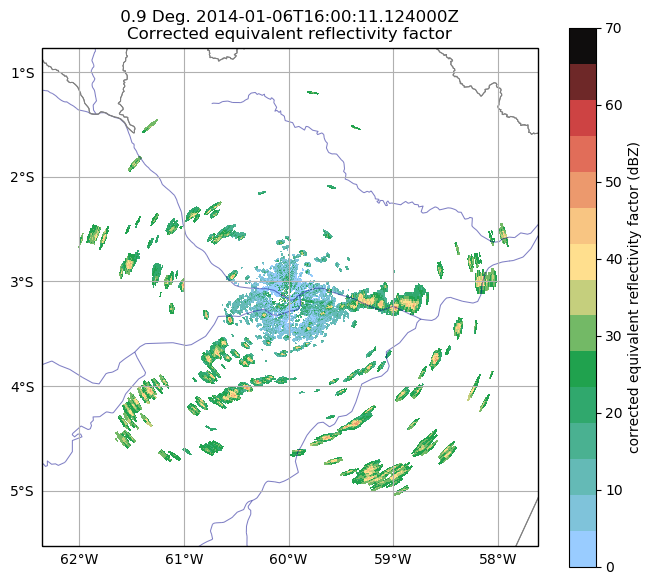 0.9 Deg. 2014-01-06T16:00:11.124000Z
Corrected equivalent reflectivity factor
1°S
2°S
3°S
4°S
5°S
62°W 61°W 60°W 59°W 58°W
70
60
50
40
30
20
10
0
corrected equivalent reflectivity factor (dBZ)